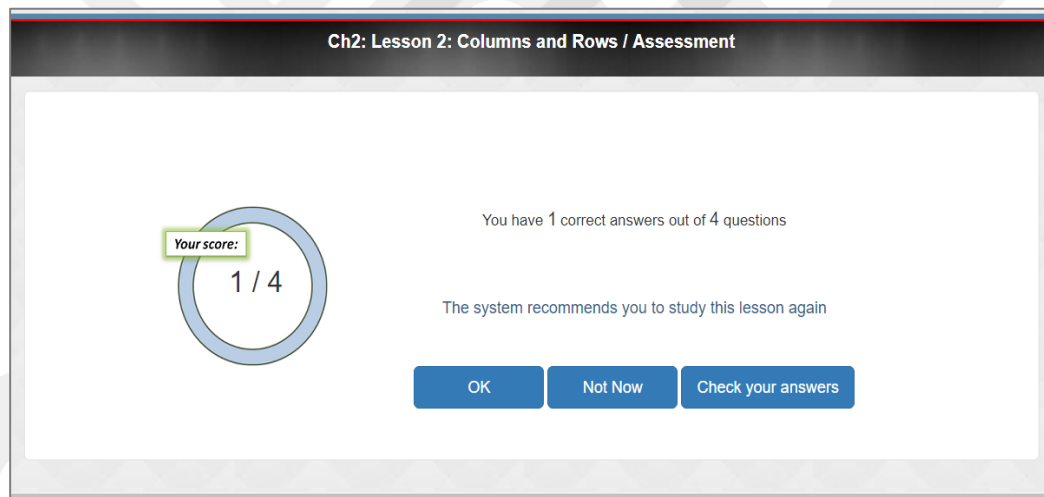 Ch2: Lesson 2: Columns and Rows / Assessment
You have 1 correct answers out of 4 questions
Your score:
1 / 4
The system recommends you to study this lesson again
OK
Not Now
Check your answers